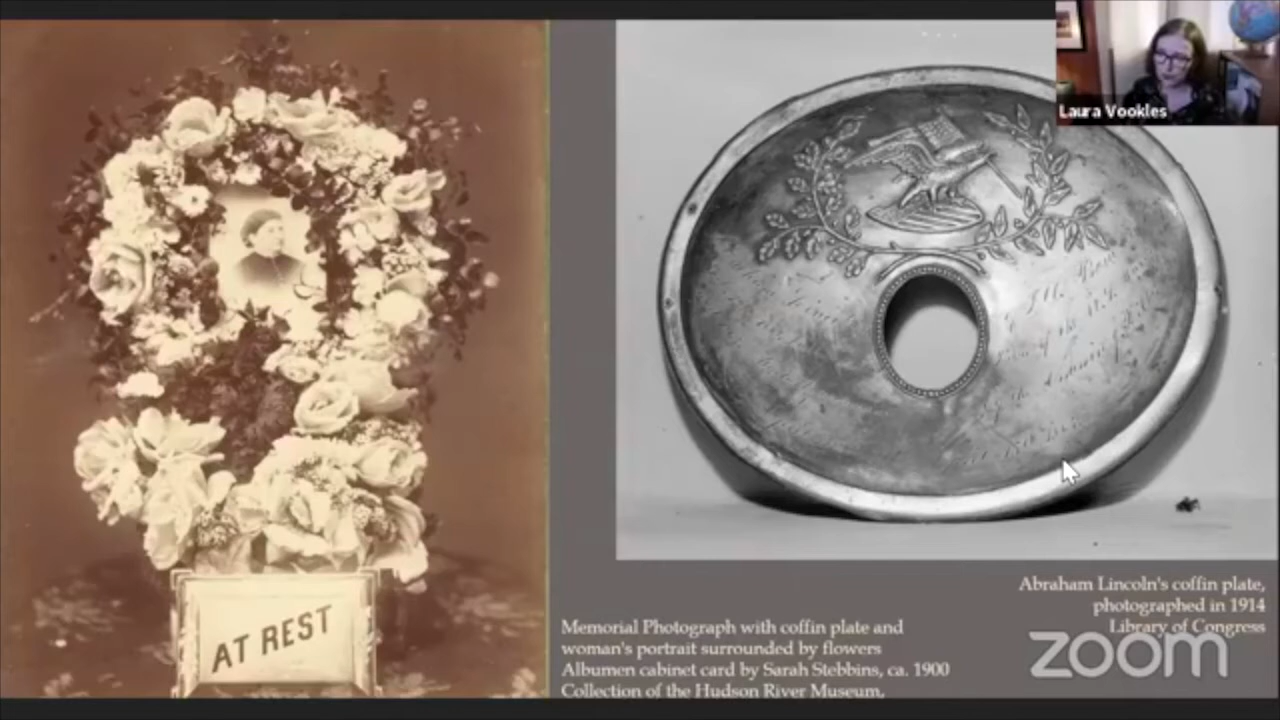 Laura Vookles
AT REST
Memorial Photograph with coffin plate and
woman's portrait surrounded by flowers
Albumen cabinet card by Sarah Stebbins, ca. 1900
Collection of the Hudson River Museum,
Abraham Lincoln's coffin plate,
photographed in 1914
Library of Congress
zoom